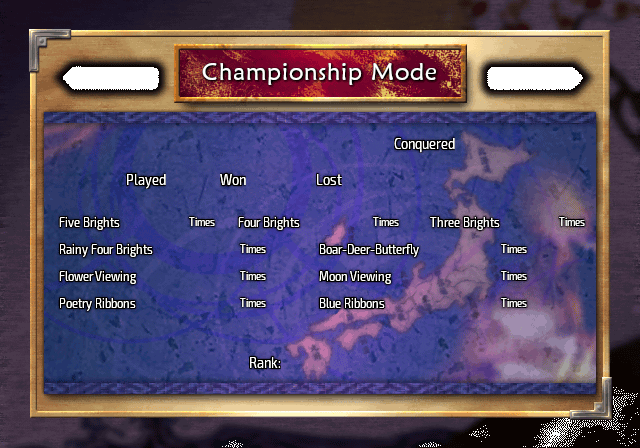 Championship Mode
Conquered
Played Won Lost
Five Brights Times Four Brights Times Three Brights Times
Rainy Four Brights Times Boar-Deer-Butterfly Times
Flower Viewing Times Moon Viewing Times
Poetry Ribbons Times Blue Ribbons Times
Rank: